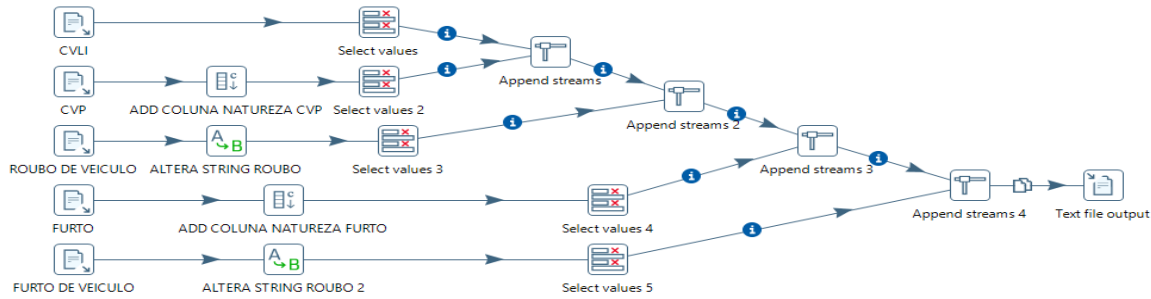 CVLI
Select values
Append streams
CVP
ADD COLUNA NATUREZA CVP
Select values 2
Append streams 2
ROUBO DE VEICULO
ALTERA STRING ROUBO
Select values 3
Append streams 3
FURTO
ADD COLUNA NATUREZA FURTO
Select values 4
Append streams 4
Text file output
FURTO DE VEICULO
ALTERA STRING ROUBO 2
Select values 5